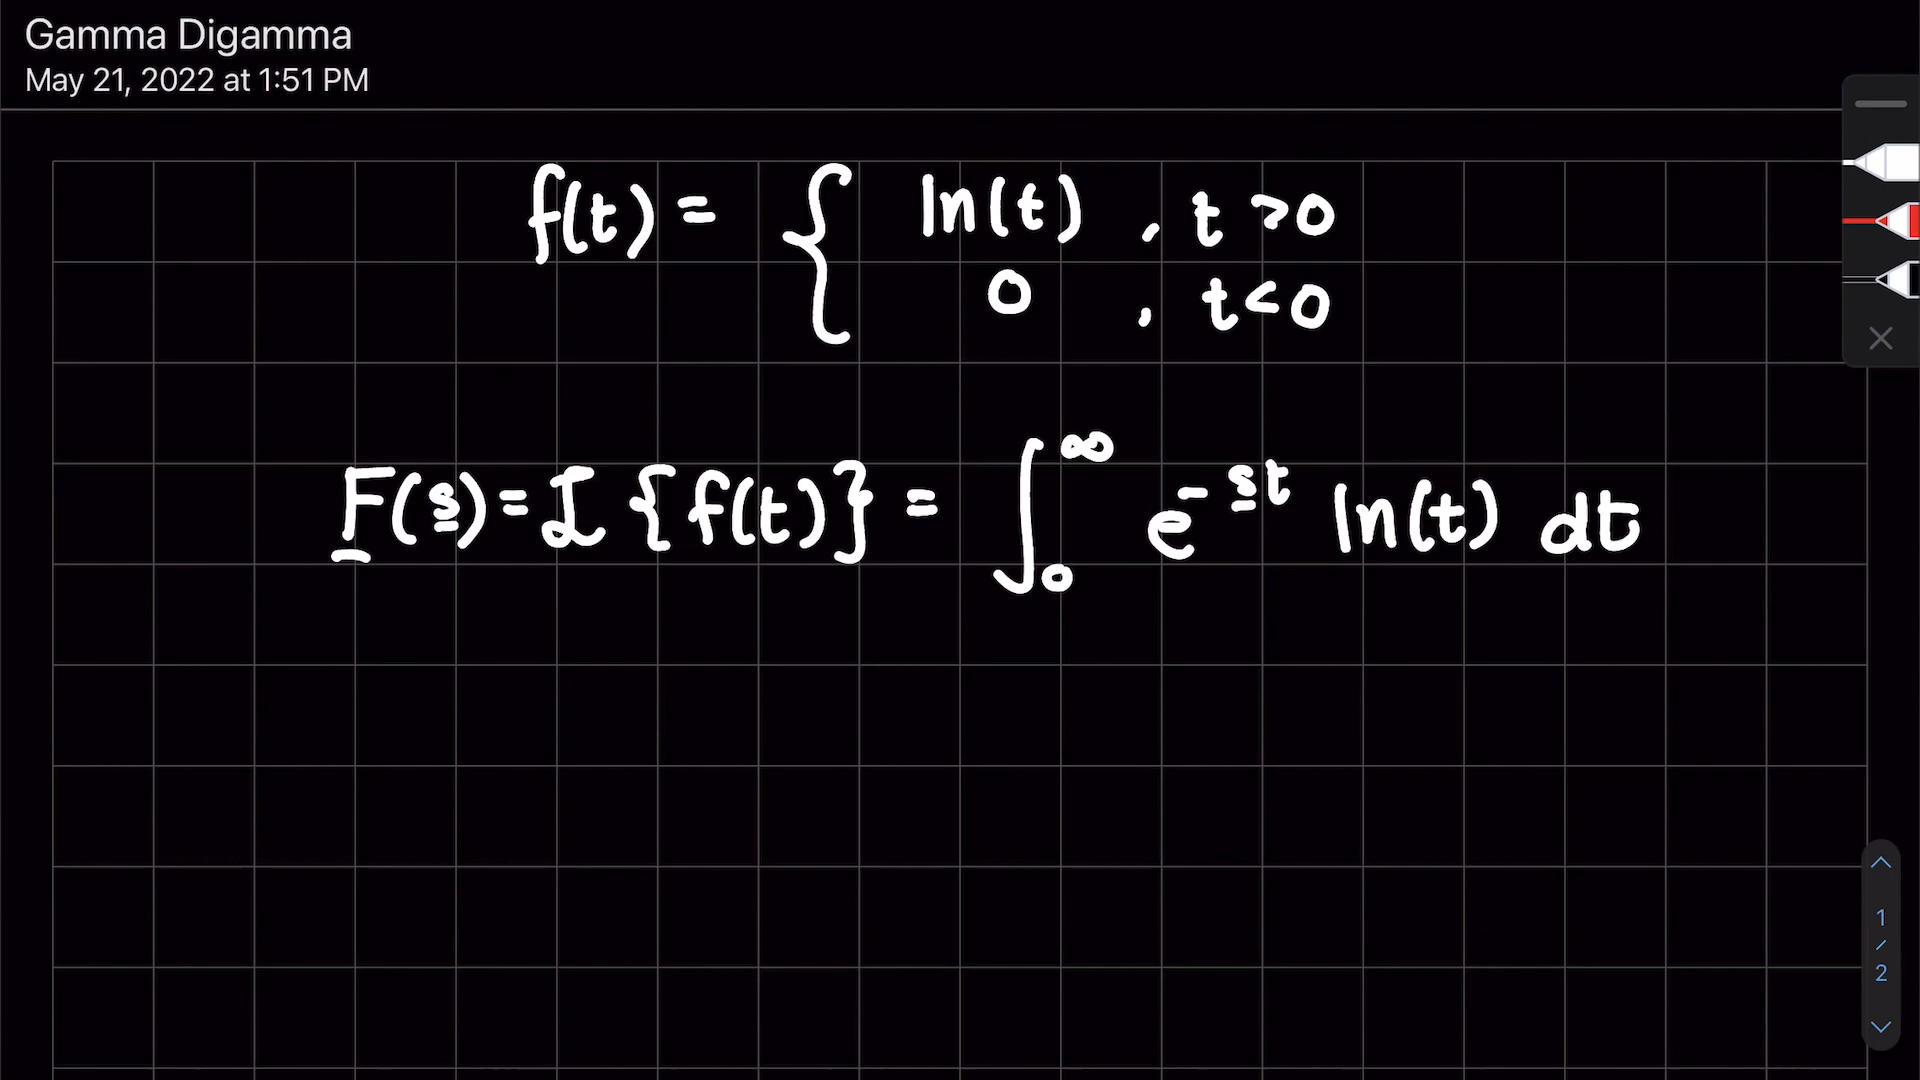 Gamma Digamma
May 21, 2022 at 1:51 PM
f(t) = { ln(t) , t > 0
0 , t < 0
F(s) = ℒ {f(t)} = ∫₀^∞ e^{-st} ln(t) dt
1
/
2